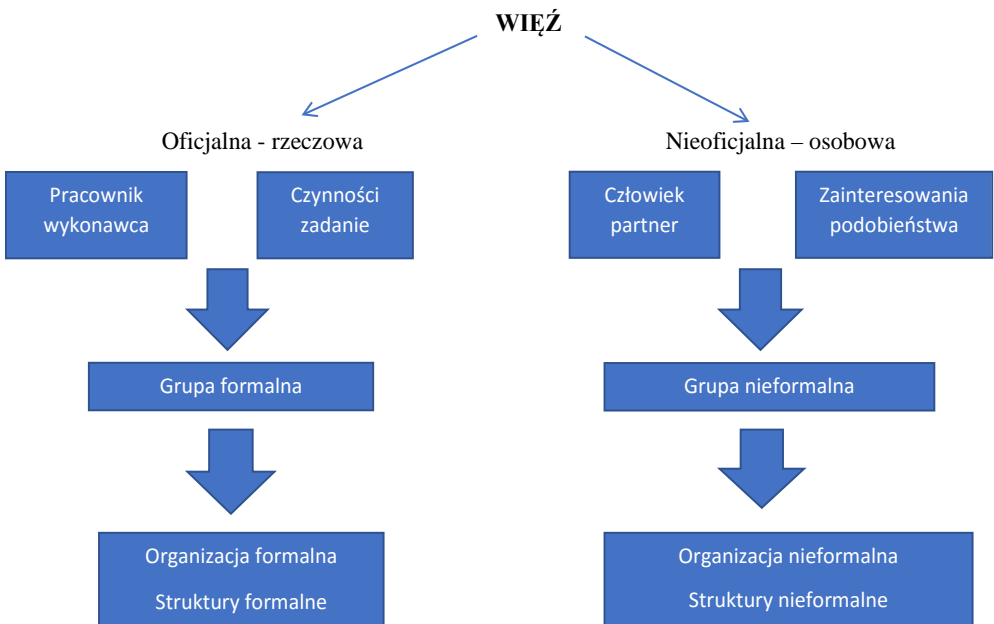 WIĘŹ
Oficjalna - rzeczowa
Nieoficjalna – osobowa
Pracownik
wykonawca
Czynności
zadanie
Człowiek
partner
Zainteresowania
podobieństwa
Grupa formalna
Grupa nieformalna
Organizacja formalna
Struktury formalne
Organizacja nieformalna
Struktury nieformalne